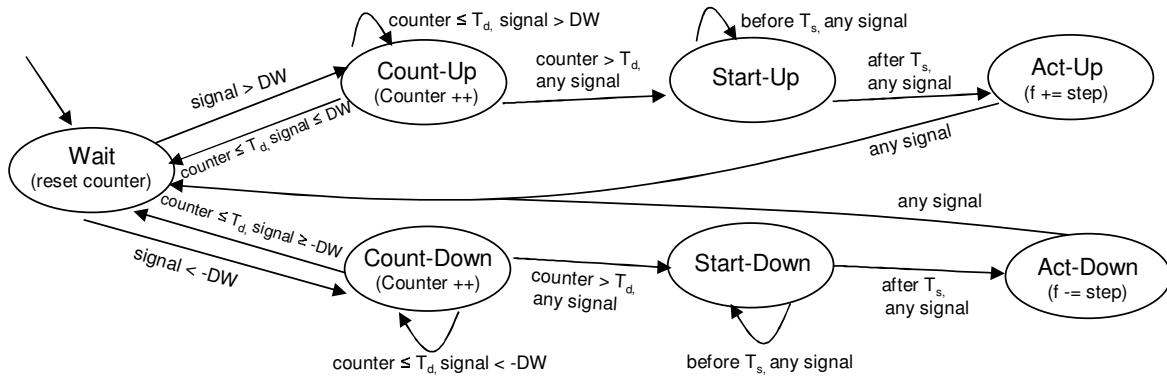 counter ≤ T_d, signal > DW
before T_s, any signal
signal > DW
Count-Up
(Counter ++)
counter > T_d,
any signal
Start-Up
after T_s,
any signal
Act-Up
(f += step)
counter ≤ T_d, signal ≤ DW
any signal
Wait
(reset counter)
counter ≤ T_d, signal ≥ -DW
any signal
signal < -DW
Count-Down
(Counter ++)
counter > T_d,
any signal
Start-Down
after T_s,
any signal
Act-Down
(f -= step)
counter ≤ T_d, signal < -DW
before T_s, any signal